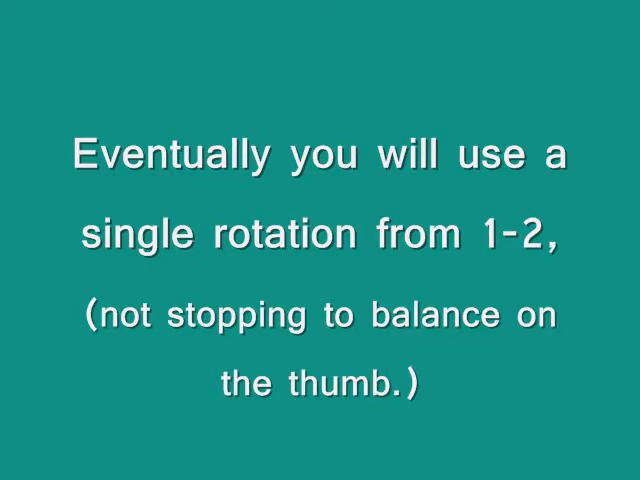 Eventually you will use a
single rotation from 1-2,
(not stopping to balance on
the thumb.)